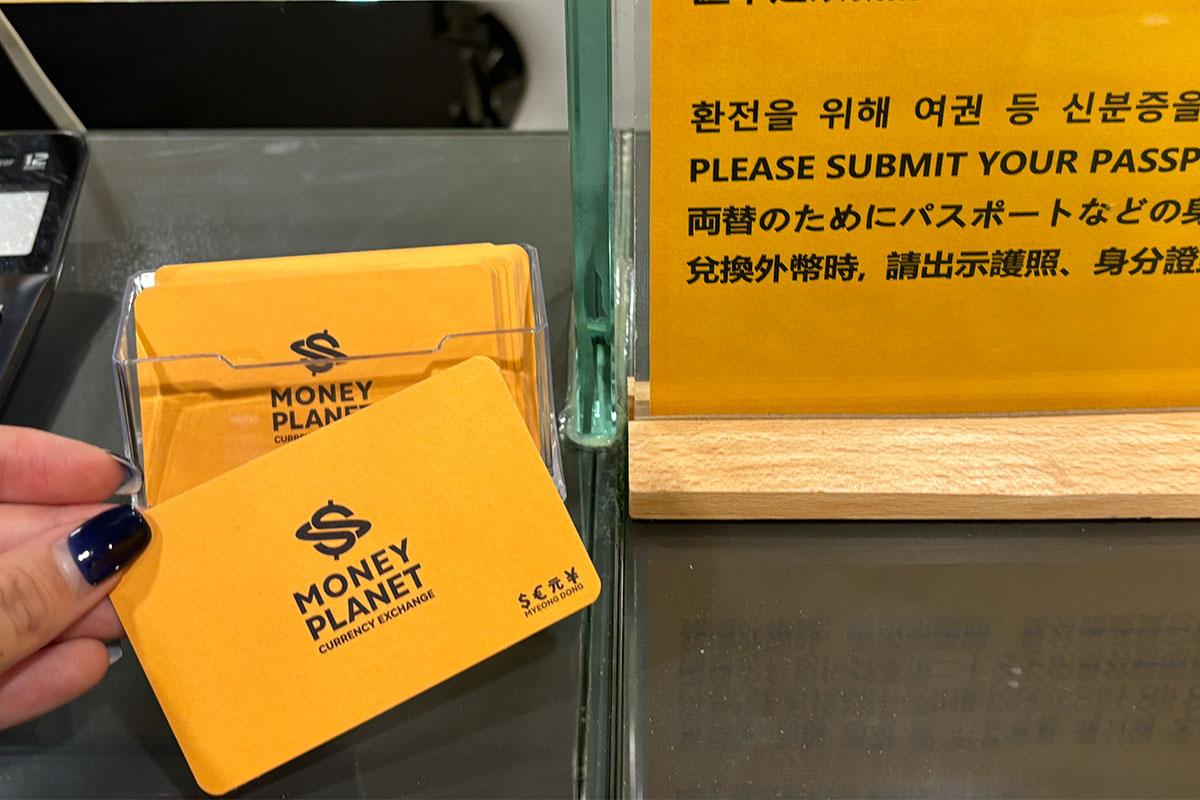 12
MONEY
PLANET
MONEY
PLANET
CURRENCY EXCHANGE
$ € 元 ¥
MYEONG DONG
환전을 위해 여권 등 신분증을
PLEASE SUBMIT YOUR PASSP
両替のためにパスポートなどの身
兌換外幣時, 請出示護照、身分證